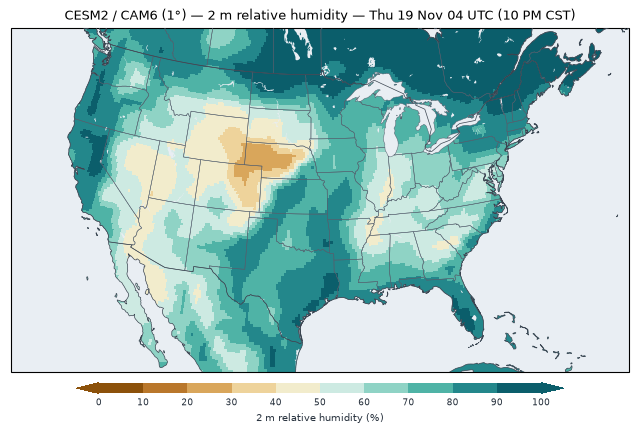 CESM2 / CAM6 (1°) — 2 m relative humidity — Thu 19 Nov 04 UTC (10 PM CST)
0 10 20 30 40 50 60 70 80 90 100
2 m relative humidity (%)